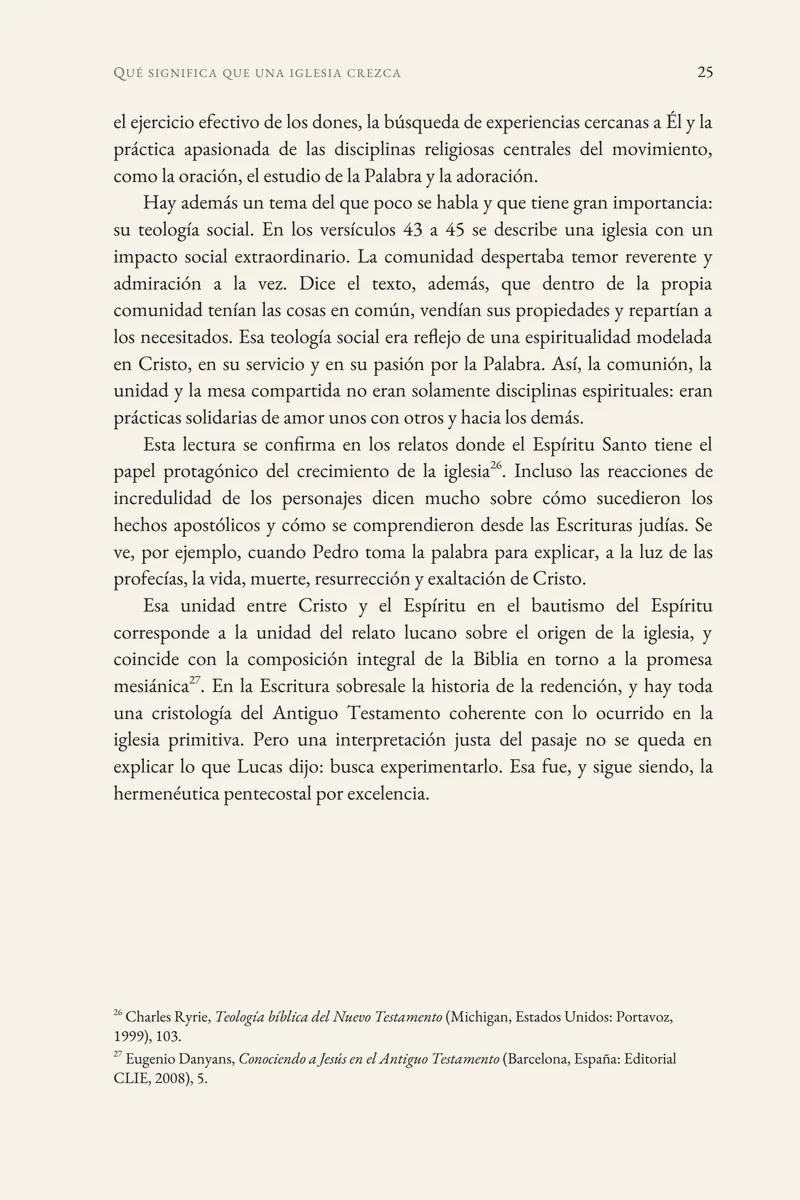 QUÉ SIGNIFICA QUE UNA IGLESIA CREZCA 25
el ejercicio efectivo de los dones, la búsqueda de experiencias cercanas a Él y la
práctica apasionada de las disciplinas religiosas centrales del movimiento,
como la oración, el estudio de la Palabra y la adoración.
Hay además un tema del que poco se habla y que tiene gran importancia:
su teología social. En los versículos 43 a 45 se describe una iglesia con un
impacto social extraordinario. La comunidad despertaba temor reverente y
admiración a la vez. Dice el texto, además, que dentro de la propia
comunidad tenían las cosas en común, vendían sus propiedades y repartían a
los necesitados. Esa teología social era reflejo de una espiritualidad modelada
en Cristo, en su servicio y en su pasión por la Palabra. Así, la comunión, la
unidad y la mesa compartida no eran solamente disciplinas espirituales: eran
prácticas solidarias de amor unos con otros y hacia los demás.
Esta lectura se confirma en los relatos donde el Espíritu Santo tiene el
papel protagónico del crecimiento de la iglesia26. Incluso las reacciones de
incredulidad de los personajes dicen mucho sobre cómo sucedieron los
hechos apostólicos y cómo se comprendieron desde las Escrituras judías. Se
ve, por ejemplo, cuando Pedro toma la palabra para explicar, a la luz de las
profecías, la vida, muerte, resurrección y exaltación de Cristo.
Esa unidad entre Cristo y el Espíritu en el bautismo del Espíritu
corresponde a la unidad del relato lucano sobre el origen de la iglesia, y
coincide con la composición integral de la Biblia en torno a la promesa
mesiánica27. En la Escritura sobresale la historia de la redención, y hay toda
una cristología del Antiguo Testamento coherente con lo ocurrido en la
iglesia primitiva. Pero una interpretación justa del pasaje no se queda en
explicar lo que Lucas dijo: busca experimentarlo. Esa fue, y sigue siendo, la
hermenéutica pentecostal por excelencia.
26 Charles Ryrie, Teología bíblica del Nuevo Testamento (Michigan, Estados Unidos: Portavoz,
1999), 103.
27 Eugenio Danyans, Conociendo a Jesús en el Antiguo Testamento (Barcelona, España: Editorial
CLIE, 2008), 5.